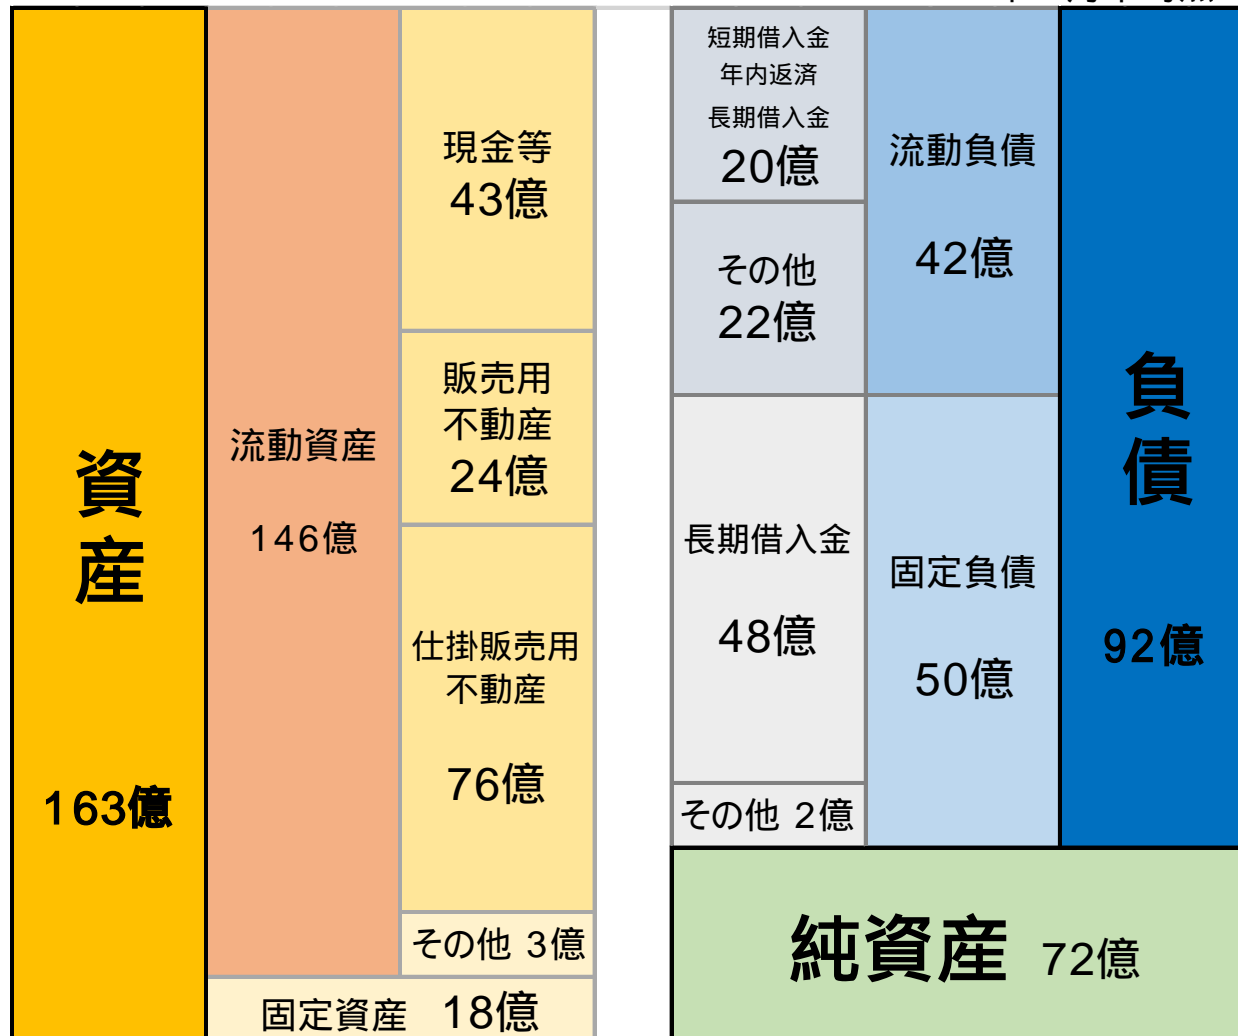 資
産
163億
流動資産
146億
現金等
43億
販売用
不動産
24億
仕掛販売用
不動産
76億
その他 3億
固定資産 18億
短期借入金
年内返済
長期借入金
20億
その他
22億
長期借入金
48億
その他 2億
流動負債
42億
固定負債
50億
負
債
92億
純資産 72億